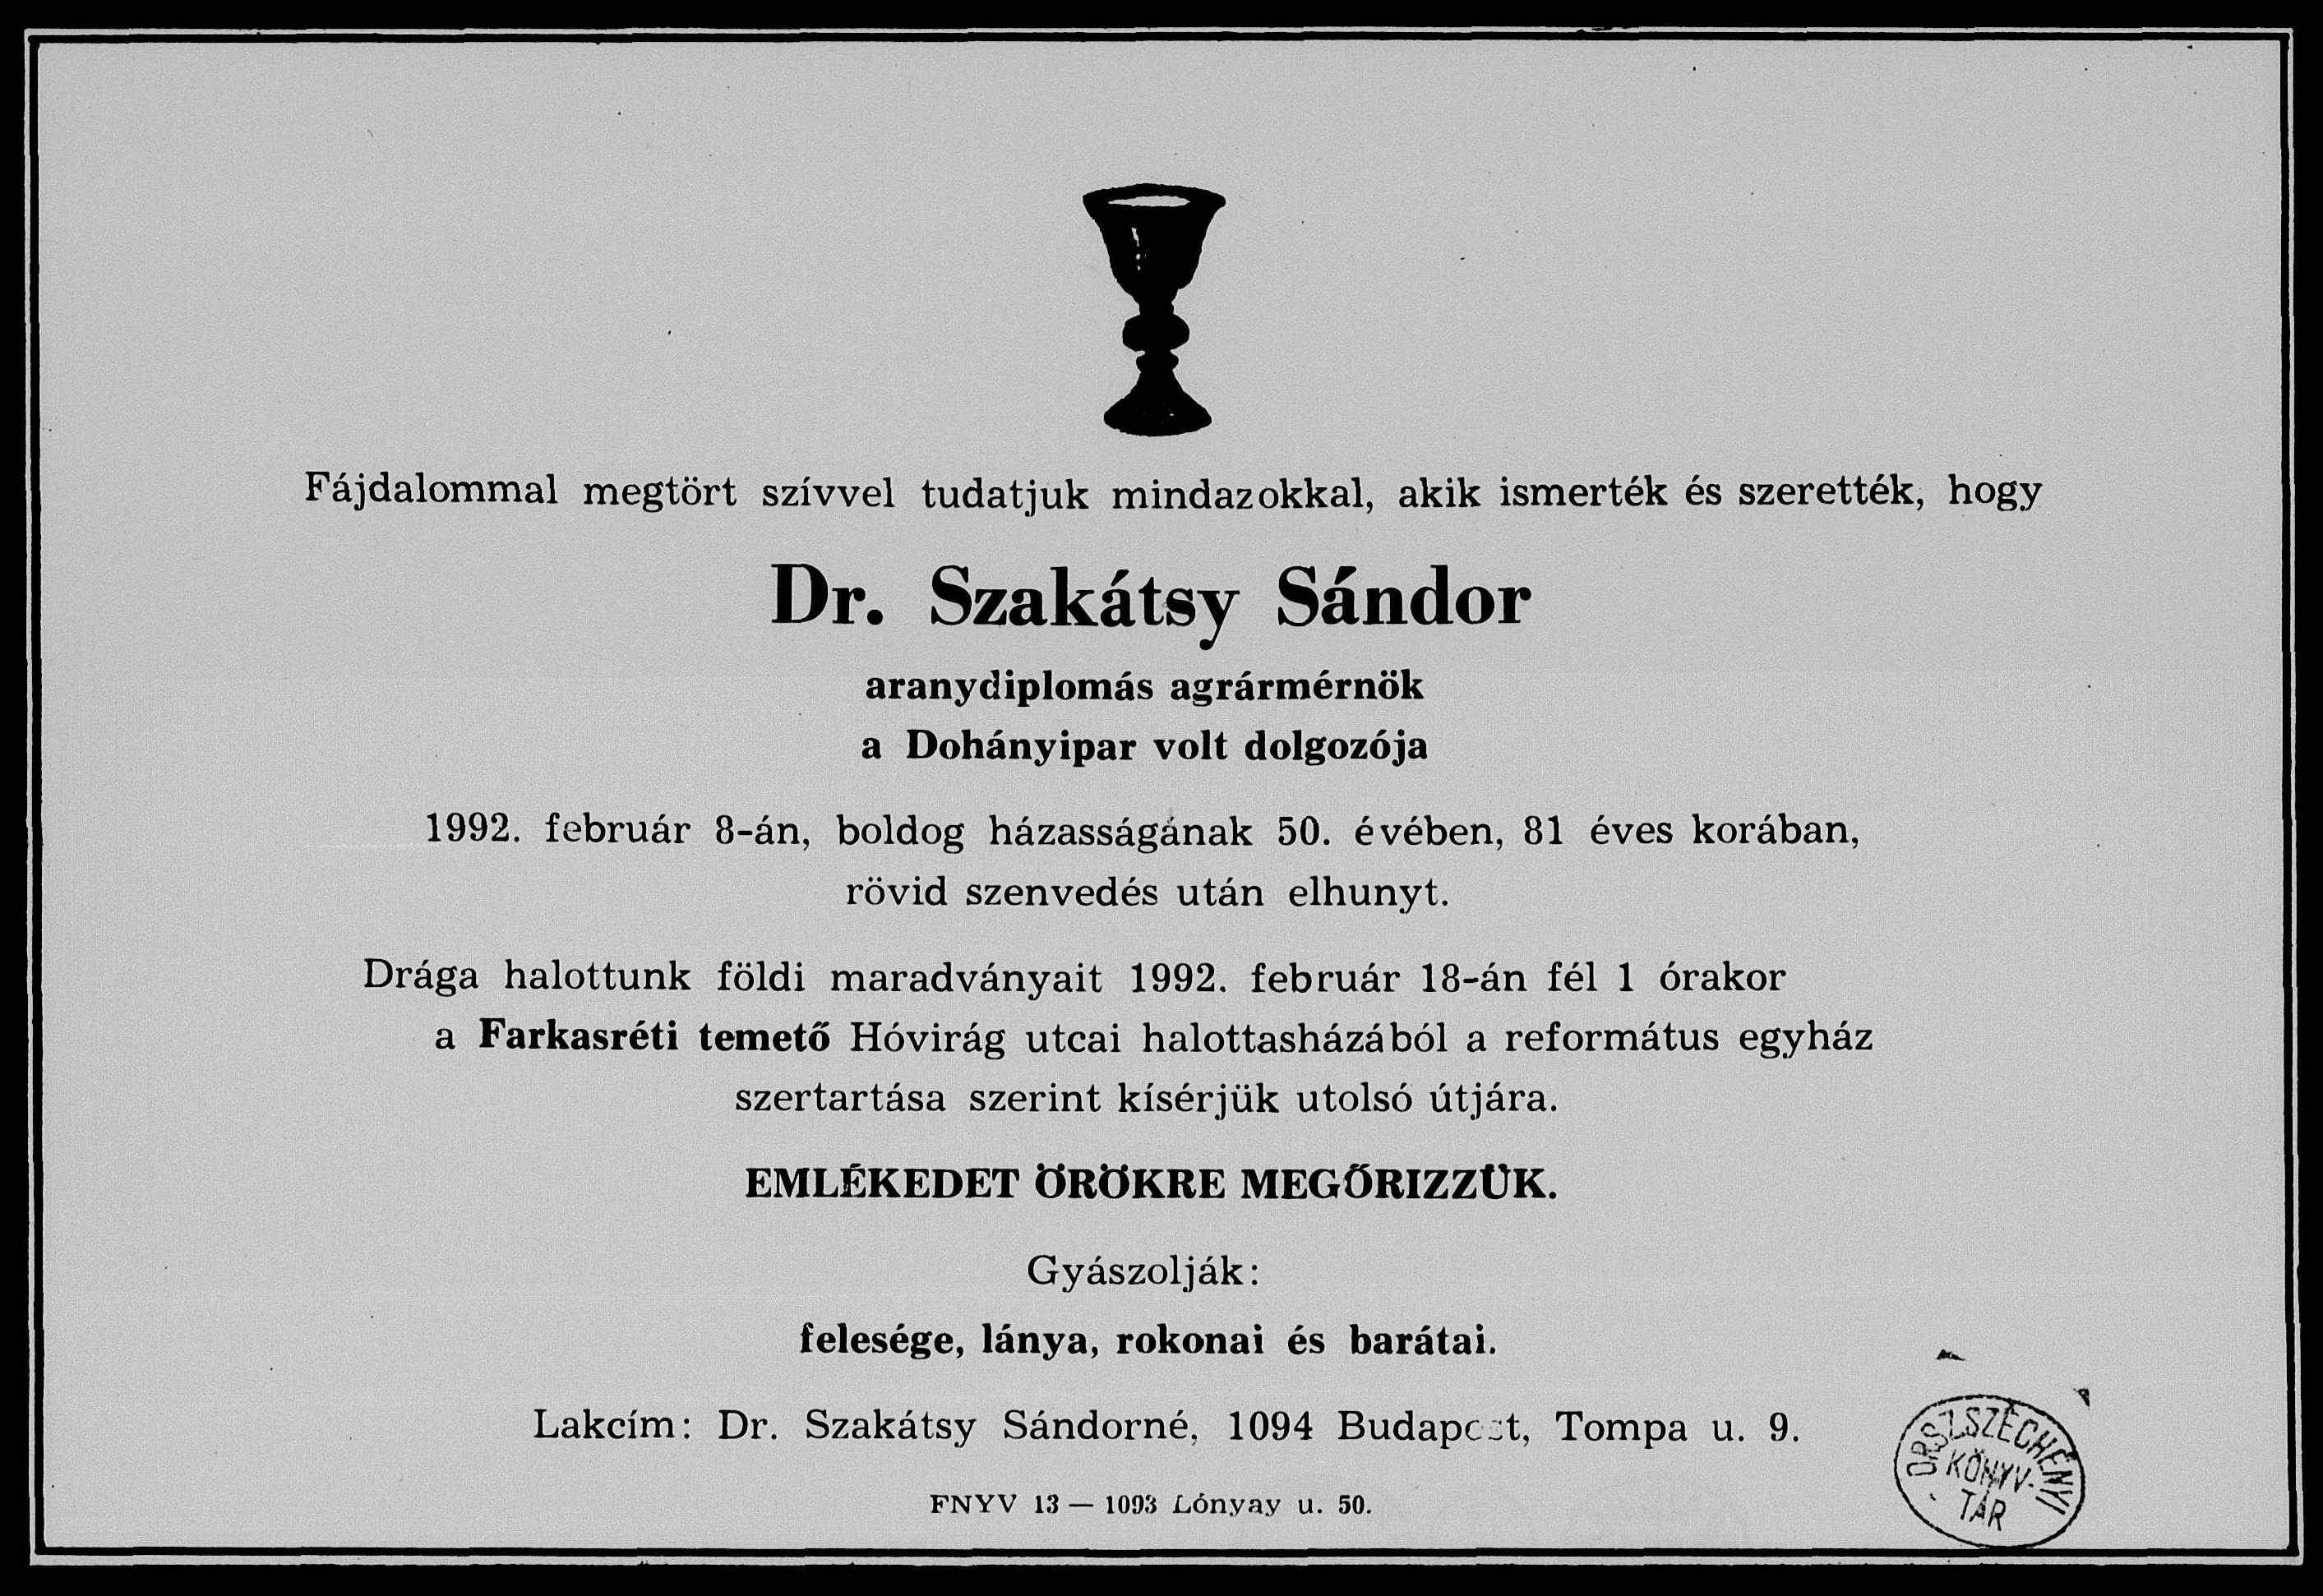 Fájdalommal megtört szívvel tudatjuk mindazokkal, akik ismerték és szerették, hogy
Dr. Szakátsy Sándor
aranydiplomás agrármérnök
a Dohányipar volt dolgozója
1992. február 8-án, boldog házasságának 50. évében, 81 éves korában,
rövid szenvedés után elhunyt.
Drága halottunk földi maradványait 1992. február 18-án fél 1 órakor
a Farkasréti temető Hóvirág utcai halottasházából a református egyház
szertartása szerint kísérjük utolsó útjára.
EMLÉKEDET ÖRÖKRE MEGŐRIZZÜK.
Gyászolják:
felesége, lánya, rokonai és barátai.
Lakcím: Dr. Szakátsy Sándorné, 1094 Budapest, Tompa u. 9.
FNYV 13 — 1093 Lónyay u. 50.
ORSZ. SZÉCHÉNYI
KÖNYV-
TÁR